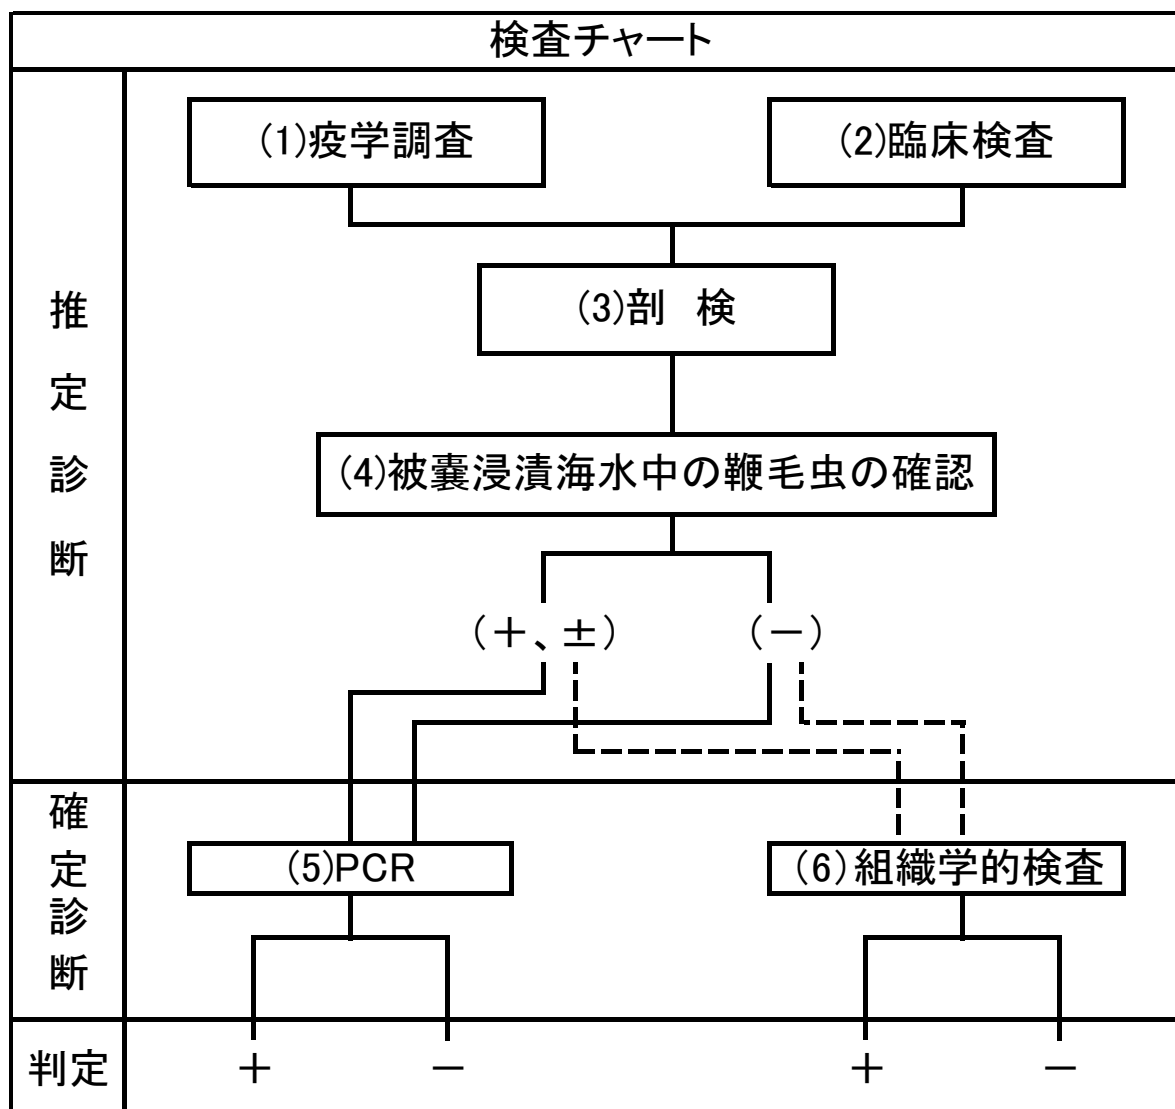 検査チャート
(1)疫学調査
(2)臨床検査
(3)剖　検
(4)被嚢浸漬海水中の鞭毛虫の確認
(＋、±)
(－)
推定診断
(5)PCR
(6)組織学的検査
確定診断
判定
＋
－
＋
－